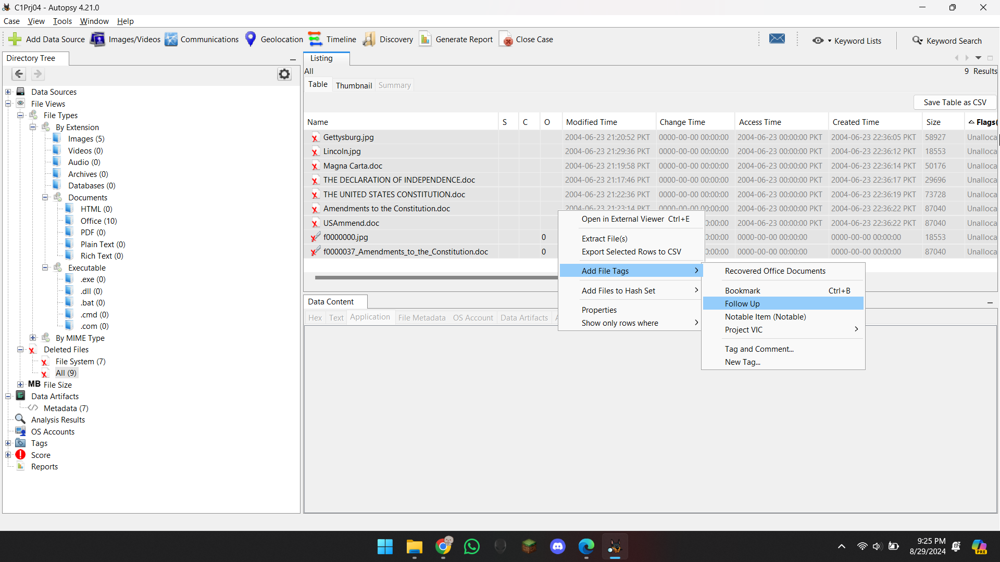 C1Prj04 - Autopsy 4.21.0
Case View Tools Window Help
Add Data Source Images/Videos Communications Geolocation Timeline Discovery Generate Report Close Case Keyword Lists Keyword Search
Directory Tree
Data Sources
File Views
File Types
By Extension
Images (5)
Videos (0)
Audio (0)
Archives (0)
Databases (0)
Documents
HTML (0)
Office (10)
PDF (0)
Plain Text (0)
Rich Text (0)
Executable
.exe (0)
.dll (0)
.bat (0)
.cmd (0)
.com (0)
By MIME Type
Deleted Files
File System (7)
All (9)
MB File Size
Data Artifacts
Metadata (7)
Analysis Results
OS Accounts
Tags
Score
Reports
Listing
All 9 Results
Table Thumbnail Summary
Save Table as CSV
Name S C O Modified Time Change Time Access Time Created Time Size Flags(
Gettysburg.jpg 2004-06-23 21:20:52 PKT 0000-00-00 00:00:00 2004-06-23 00:00:00 PKT 2004-06-23 22:36:05 PKT 58927 Unalloca
Lincoln.jpg 2004-06-23 21:29:36 PKT 0000-00-00 00:00:00 2004-06-23 00:00:00 PKT 2004-06-23 22:36:12 PKT 18553 Unalloca
Magna Carta.doc 2004-06-23 21:19:58 PKT 0000-00-00 00:00:00 2004-06-23 00:00:00 PKT 2004-06-23 22:36:14 PKT 50176 Unalloca
THE DECLARATION OF INDEPENDENCE.doc 2004-06-23 21:17:46 PKT 0000-00-00 00:00:00 2004-06-23 00:00:00 PKT 2004-06-23 22:36:17 PKT 29696 Unalloca
THE UNITED STATES CONSTITUTION.doc 2004-06-23 21:22:36 PKT 0000-00-00 00:00:00 2004-06-23 00:00:00 PKT 2004-06-23 22:36:19 PKT 73728 Unalloca
Amendments to the Constitution.doc 2004-06-23 21:23:14 PKT 0000-00-00 00:00:00 2004-06-23 00:00:00 PKT 2004-06-23 22:36:22 PKT 87040 Unalloca
USAmmend.doc 0:00:00 2004-06-23 00:00:00 PKT 2004-06-23 22:36:22 PKT 87040 Unalloca
f0000000.jpg 0 0:00:00 0000-00-00 00:00:00 0000-00-00 00:00:00 18553 Unalloca
f0000037_Amendments_to_the_Constitution.doc 0 0:00:00 0000-00-00 00:00:00 0000-00-00 00:00:00 87040 Unalloca
Open in External Viewer Ctrl+E
Extract File(s)
Export Selected Rows to CSV
Add File Tags
Add Files to Hash Set
Properties
Show only rows where
Recovered Office Documents
Bookmark Ctrl+B
Follow Up
Notable Item (Notable)
Project VIC
Tag and Comment...
New Tag...
Data Content
Hex Text Application File Metadata OS Account Data Artifacts
9:25 PM
8/29/2024
PRE